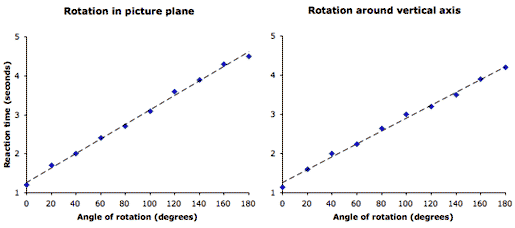 Rotation in picture plane
Reaction time (seconds)
5
4
3
2
1
0 20 40 60 80 100 120 140 160 180
Angle of rotation (degrees)
Rotation around vertical axis
5
4
3
2
1
0 20 40 60 80 100 120 140 160 180
Angle of rotation (degrees)